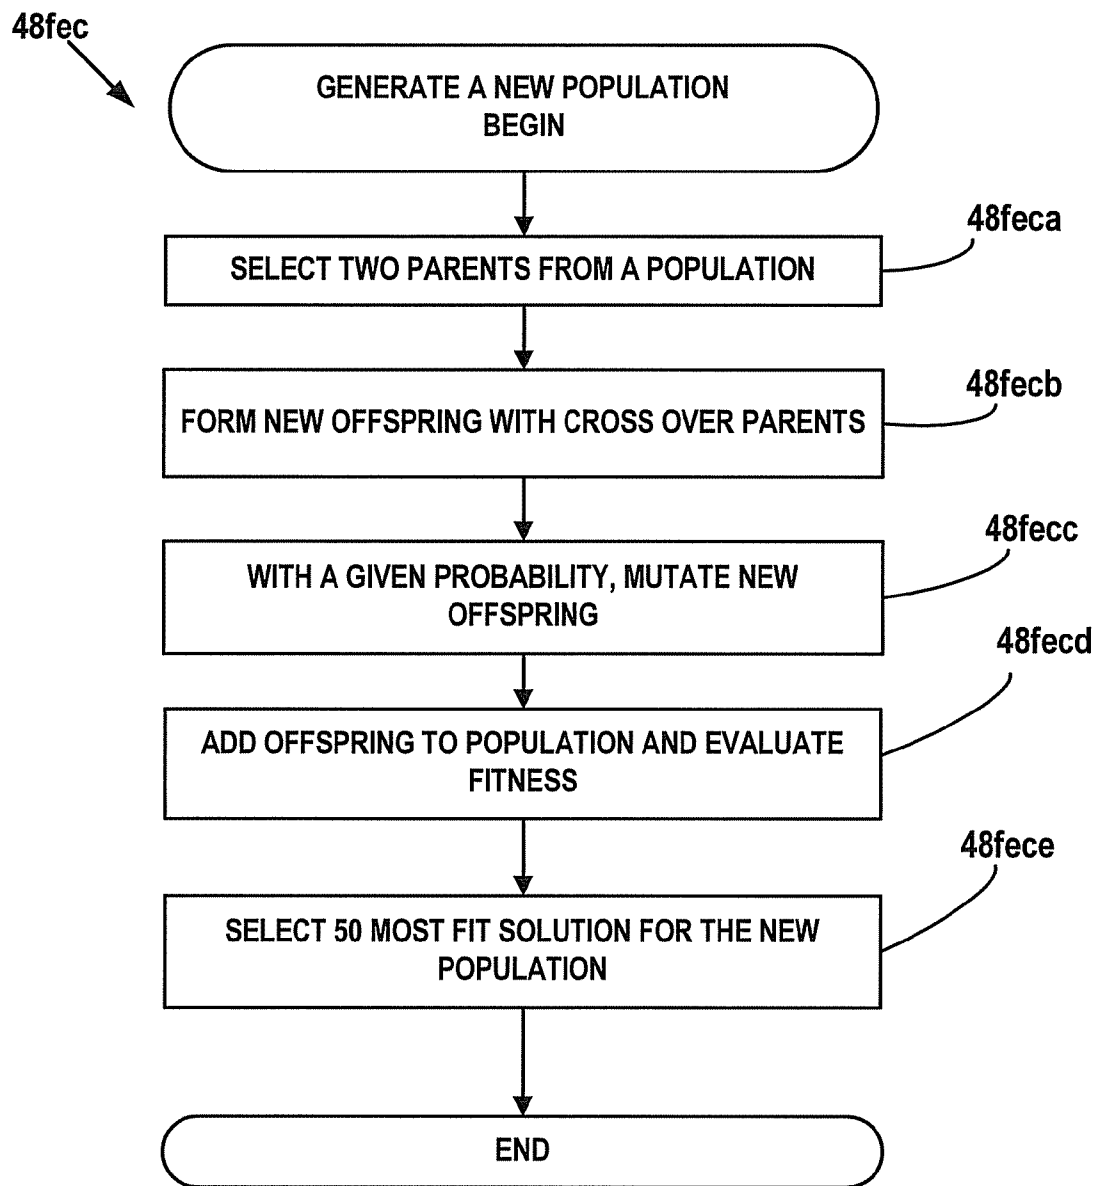 48fec
GENERATE A NEW POPULATION
BEGIN
48feca
SELECT TWO PARENTS FROM A POPULATION
48fecb
FORM NEW OFFSPRING WITH CROSS OVER PARENTS
48fecc
WITH A GIVEN PROBABILITY, MUTATE NEW
OFFSPRING
48fecd
ADD OFFSPRING TO POPULATION AND EVALUATE
FITNESS
48fece
SELECT 50 MOST FIT SOLUTION FOR THE NEW
POPULATION
END